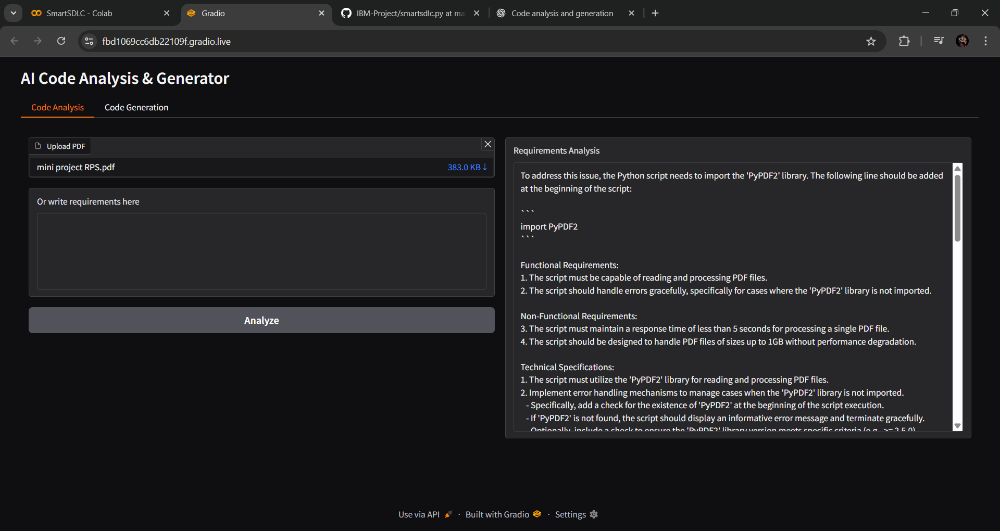 SmartSDLC - Colab
Gradio
IBM-Project/smartsdlc.py at ma
Code analysis and generation
fbd1069cc6db22109f.gradio.live
AI Code Analysis & Generator
Code Analysis
Code Generation
Upload PDF
mini project RPS.pdf
383.0 KB ⇣
Or write requirements here
Analyze
Requirements Analysis
To address this issue, the Python script needs to import the 'PyPDF2' library. The following line should be added
at the beginning of the script:
```
import PyPDF2
```
Functional Requirements:
1. The script must be capable of reading and processing PDF files.
2. The script should handle errors gracefully, specifically for cases where the 'PyPDF2' library is not imported.
Non-Functional Requirements:
3. The script must maintain a response time of less than 5 seconds for processing a single PDF file.
4. The script should be designed to handle PDF files of sizes up to 1GB without performance degradation.
Technical Specifications:
1. The script must utilize the 'PyPDF2' library for reading and processing PDF files.
2. Implement error handling mechanisms to manage cases when the 'PyPDF2' library is not imported.
- Specifically, add a check for the existence of 'PyPDF2' at the beginning of the script execution.
- If 'PyPDF2' is not found, the script should display an informative error message and terminate gracefully.
Optionally, include a check to ensure the 'PyPDF2' library version meets specific criteria (e.g., >= 2.5.0)
Use via API 🚀 · Built with Gradio · Settings